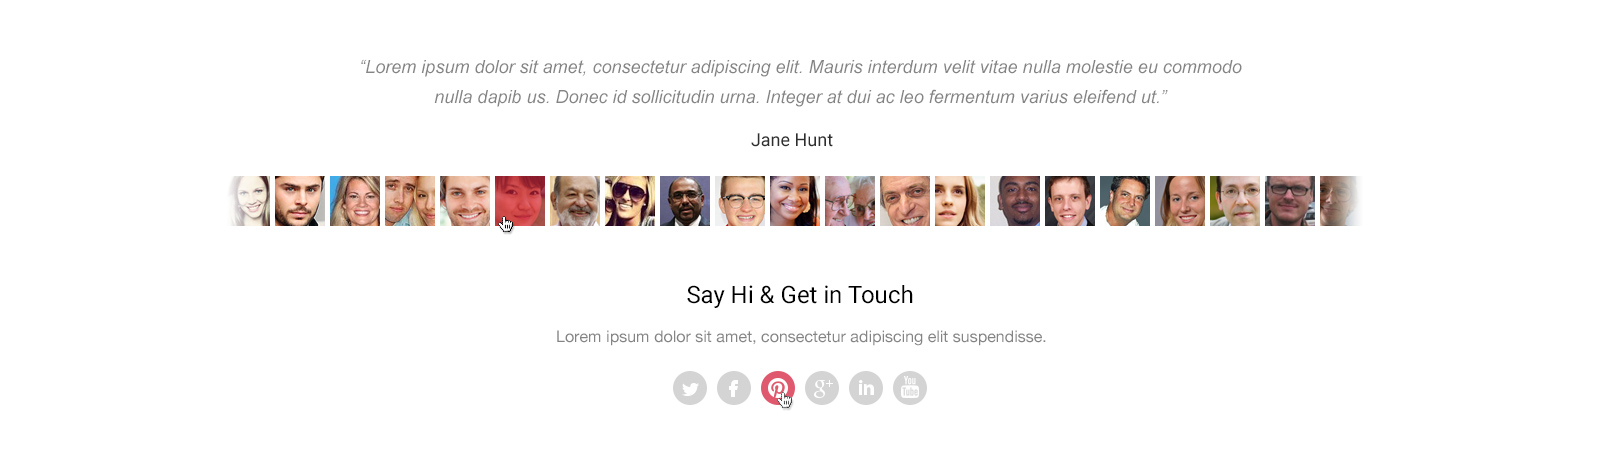 “Lorem ipsum dolor sit amet, consectetur adipiscing elit. Mauris interdum velit vitae nulla molestie eu commodo
nulla dapib us. Donec id sollicitudin urna. Integer at dui ac leo fermentum varius eleifend ut.”
Jane Hunt
Say Hi & Get in Touch
Lorem ipsum dolor sit amet, consectetur adipiscing elit suspendisse.
f g+ in You Tube